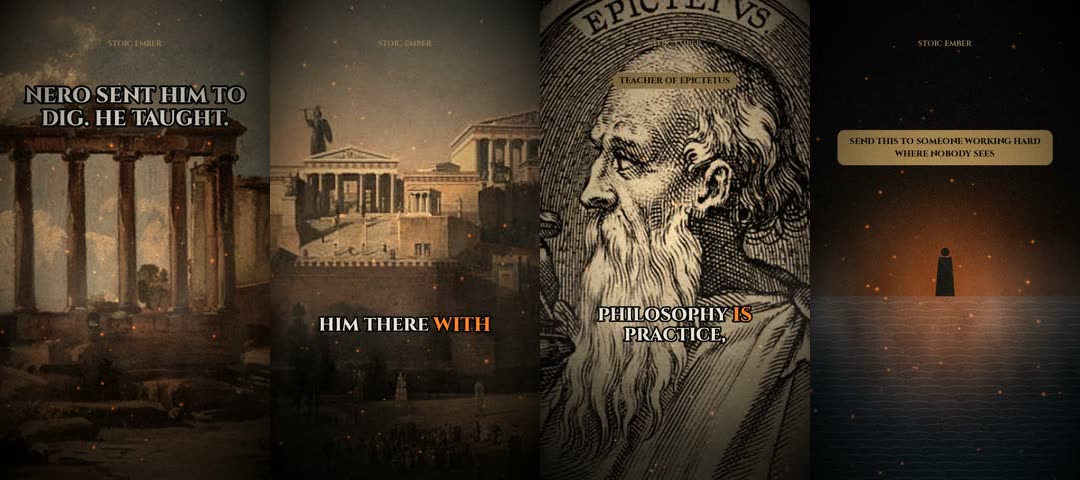 STOIC EMBER
NERO SENT HIM TO
DIG. HE TAUGHT.
STOIC EMBER
HIM THERE WITH
EPICTETVS
TEACHER OF EPICTETUS
PHILOSOPHY IS
PRACTICE,
STOIC EMBER
SEND THIS TO SOMEONE WORKING HARD
WHERE NOBODY SEES